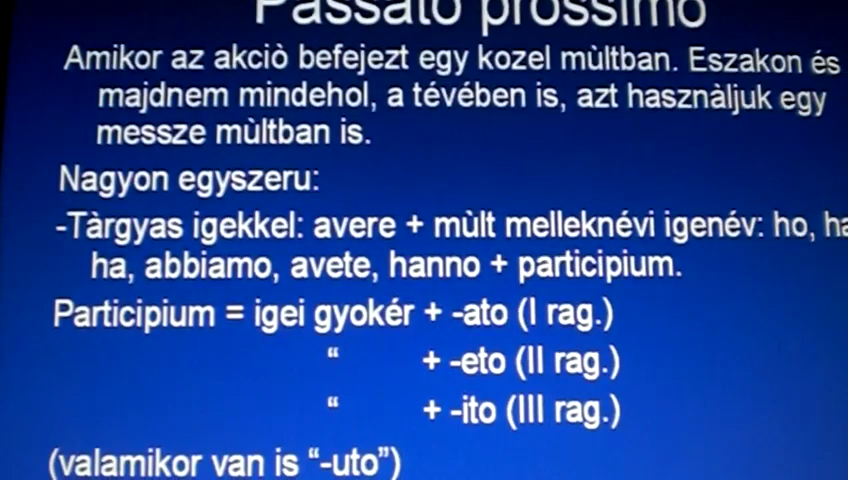 Passato prossimo
Amikor az akciò befejezt egy kozel mùltban. Eszakon és
majdnem mindehol, a tévében is, azt hasznàljuk egy
messze mùltban is.
Nagyon egyszeru:
-Tàrgyas igekkel: avere + mùlt melleknévi igenév: ho,
ha, abbiamo, avete, hanno + participium.
Participium = igei gyokér + -ato (I rag.)
“ + -eto (II rag.)
“ + -ito (III rag.)
(valamikor van is “-uto”)